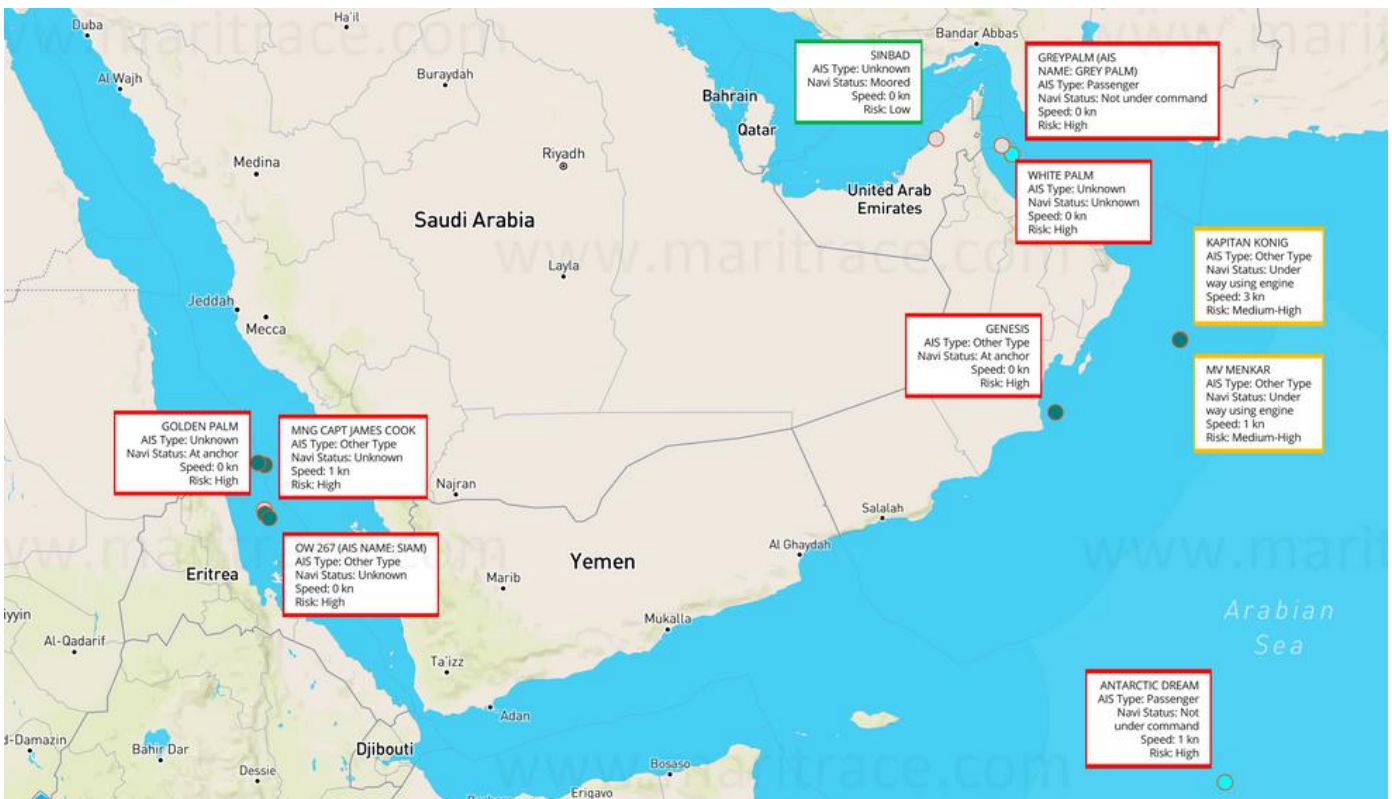 www.maritrace.com
www.mariti
Duba
Ha'il
Bandar Abbas
Al Wajh
Buraydah
Bahrain
Qatar
SINBAD
AIS Type: Unknown
Navi Status: Moored
Speed: 0 kn
Risk: Low
GREYPALM (AIS
NAME: GREY PALM)
AIS Type: Passenger
Navi Status: Not under command
Speed: 0 kn
Risk: High
Medina
Riyadh
United Arab
Emirates
WHITE PALM
AIS Type: Unknown
Navi Status: Unknown
Speed: 0 kn
Risk: High
Saudi Arabia
www.maritrace.com
Layla
KAPITAN KONIG
AIS Type: Other Type
Navi Status: Under
way using engine
Speed: 3 kn
Risk: Medium-High
Jeddah
Mecca
GENESIS
AIS Type: Other Type
Navi Status: At anchor
Speed: 0 kn
Risk: High
MV MENKAR
AIS Type: Other Type
Navi Status: Under
way using engine
Speed: 1 kn
Risk: Medium-High
GOLDEN PALM
AIS Type: Unknown
Navi Status: At anchor
Speed: 0 kn
Risk: High
MNG CAPT JAMES COOK
AIS Type: Other Type
Navi Status: Unknown
Speed: 1 kn
Risk: High
Najran
Salalah
Al Ghaydah
OW 267 (AIS NAME: SIAM)
AIS Type: Other Type
Navi Status: Unknown
Speed: 0 kn
Risk: High
Eritrea
Yemen
Marib
Mukalla
Arabian
Sea
iyyin
Al-Qadarif
Ta'izz
Adan
ANTARCTIC DREAM
AIS Type: Passenger
Navi Status: Not
under command
Speed: 1 kn
Risk: High
d-Damazin
Bahir Dar
Djibouti
Dessie
Bosaso
Erigavo
www.maritrace.com